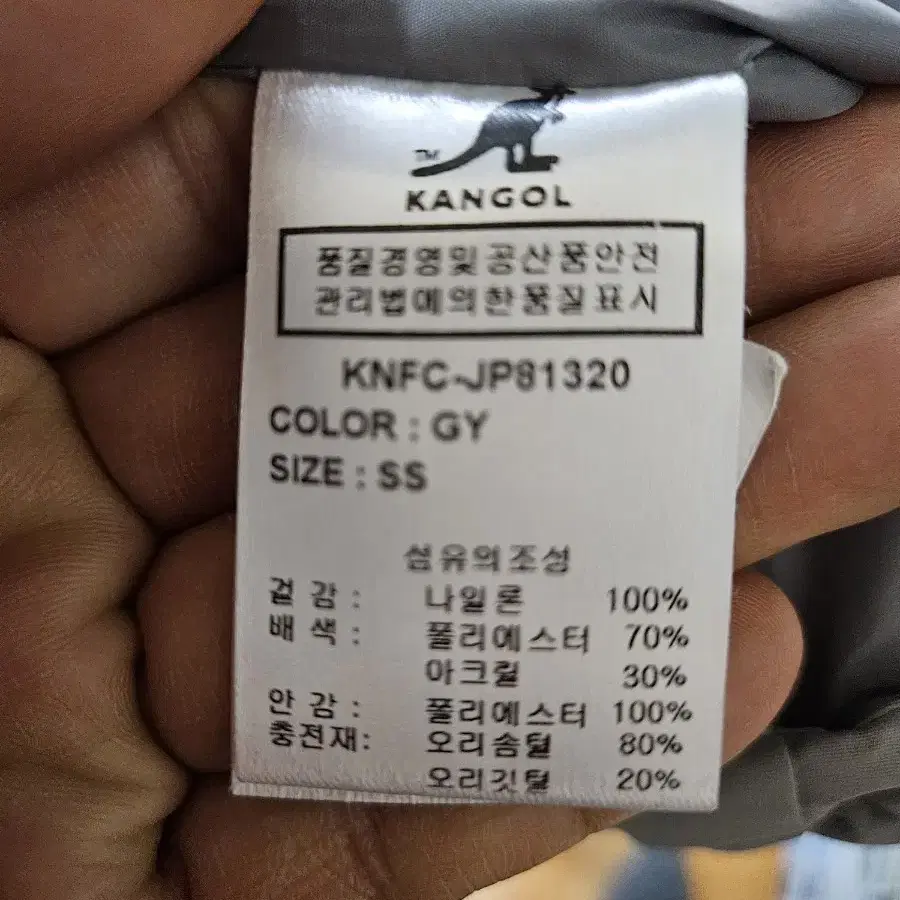 TM
KANGOL
품질경영및공산품안전
관리법에의한품질표시
KNFC-JP81320
COLOR : GY
SIZE : SS
섬유의조성
겉 감 : 나일론 100%
배 색 : 폴리에스터 70%
아크릴 30%
안 감 : 폴리에스터 100%
충전재: 오리솜털 80%
오리깃털 20%